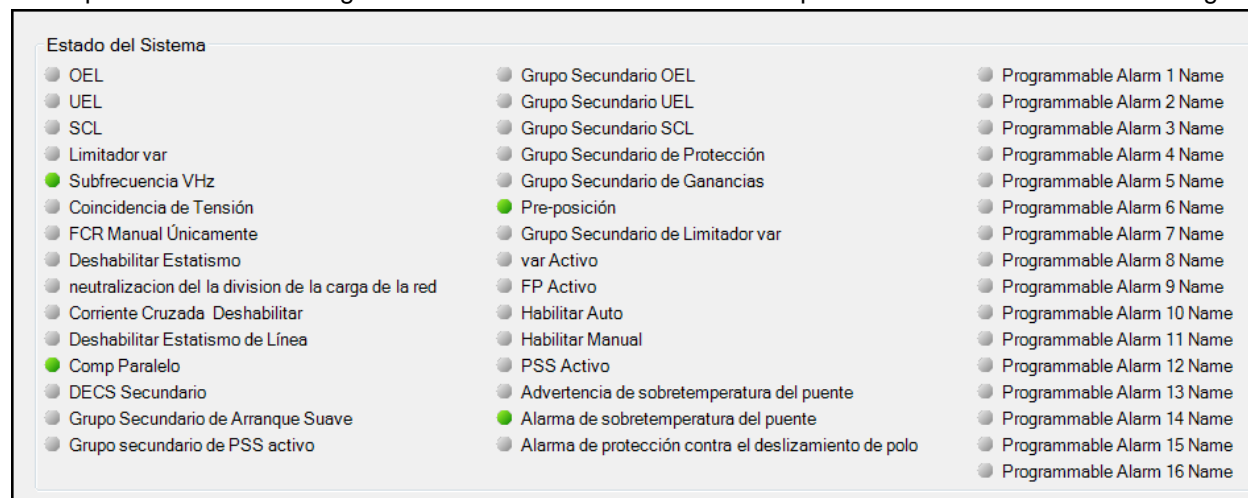 Estado del Sistema
OEL
UEL
SCL
Limitador var
Subfrecuencia VHz
Coincidencia de Tensión
FCR Manual Únicamente
Deshabilitar Estatismo
neutralizacion del la division de la carga de la red
Corriente Cruzada Deshabilitar
Deshabilitar Estatismo de Línea
Comp Paralelo
DECS Secundario
Grupo Secundario de Arranque Suave
Grupo secundario de PSS activo
Grupo Secundario OEL
Grupo Secundario UEL
Grupo Secundario SCL
Grupo Secundario de Protección
Grupo Secundario de Ganancias
Pre-posición
Grupo Secundario de Limitador var
var Activo
FP Activo
Habilitar Auto
Habilitar Manual
PSS Activo
Advertencia de sobretemperatura del puente
Alarma de sobretemperatura del puente
Alarma de protección contra el deslizamiento de polo
Programmable Alarm 1 Name
Programmable Alarm 2 Name
Programmable Alarm 3 Name
Programmable Alarm 4 Name
Programmable Alarm 5 Name
Programmable Alarm 6 Name
Programmable Alarm 7 Name
Programmable Alarm 8 Name
Programmable Alarm 9 Name
Programmable Alarm 10 Name
Programmable Alarm 11 Name
Programmable Alarm 12 Name
Programmable Alarm 13 Name
Programmable Alarm 14 Name
Programmable Alarm 15 Name
Programmable Alarm 16 Name